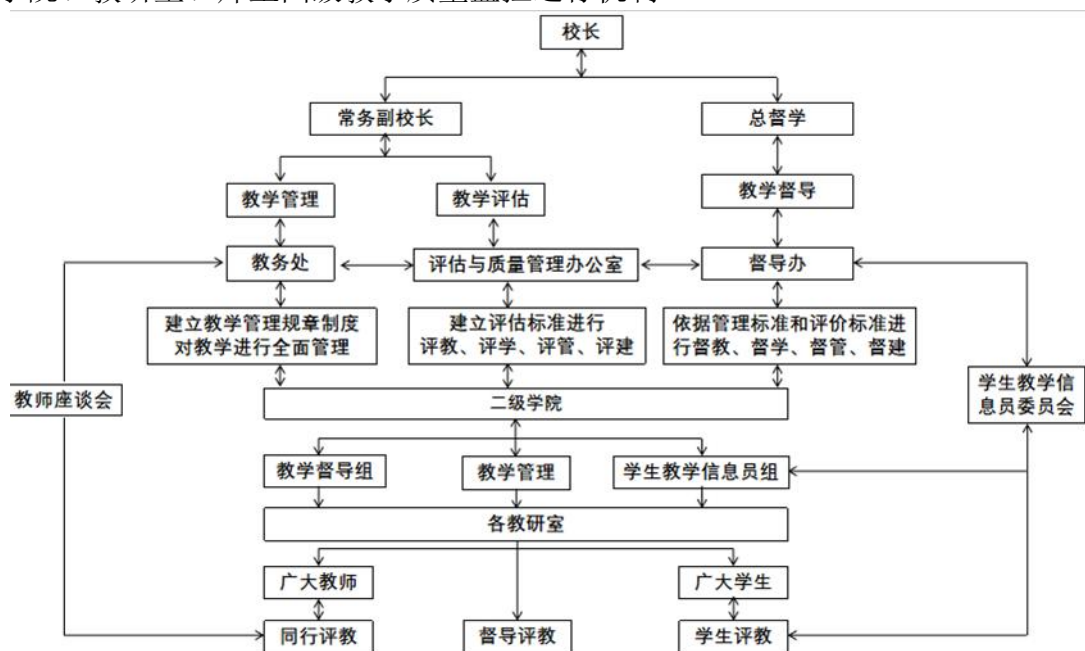 校长
常务副校长
总督学
教学管理
教学评估
教学督导
教务处
评估与质量管理办公室
督导办
建立教学管理规章制度
对教学进行全面管理
建立评估标准进行
评教、评学、评管、评建
依据管理标准和评价标准进
行督教、督学、督管、督建
教师座谈会
二级学院
学生教学信
息员委员会
教学督导组
教学管理
学生教学信息员组
各教研室
广大教师
广大学生
同行评教
督导评教
学生评教